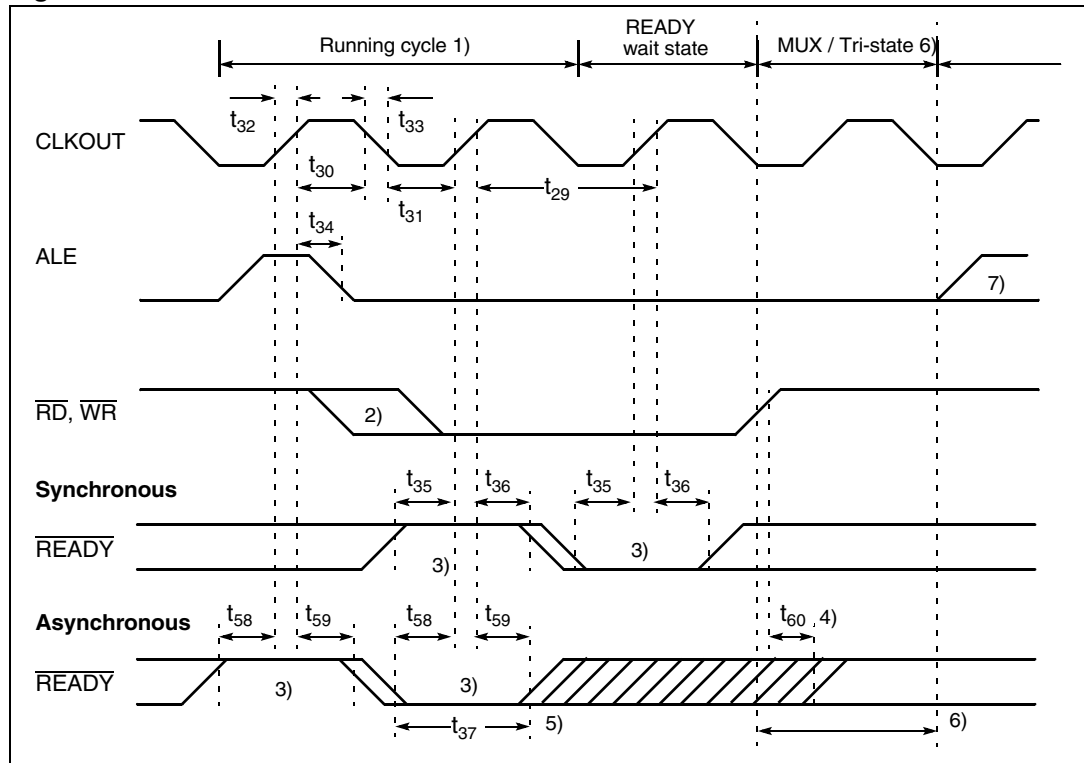 READY
wait state
Running cycle 1)
MUX / Tri-state 6)
t32
t33
CLKOUT
t30
t31
t29
t34
ALE
7)
RD, WR
2)
t35
t36
t35
t36
Synchronous
READY
3)
3)
t58
t59
t58
t59
t60
4)
Asynchronous
READY
3)
3)
t37
5)
6)